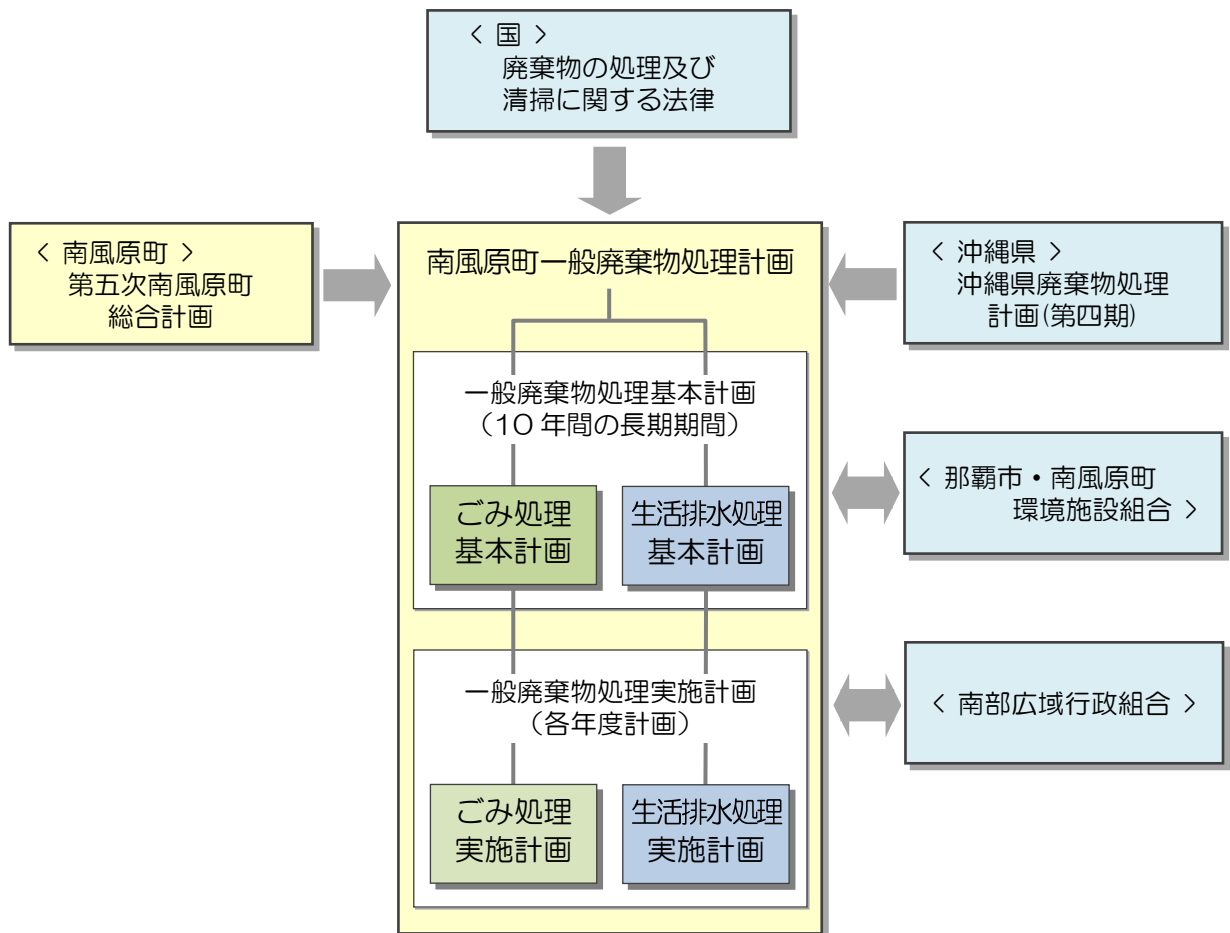 < 国 >
廃棄物の処理及び
清掃に関する法律
< 南風原町 >
第五次南風原町
総合計画
南風原町一般廃棄物処理計画
< 沖縄県 >
沖縄県廃棄物処理
計画(第四期)
一般廃棄物処理基本計画
(10 年間の長期期間)
ごみ処理
基本計画
生活排水処理
基本計画
< 那覇市・南風原町
環境施設組合 >
一般廃棄物処理実施計画
(各年度計画)
ごみ処理
実施計画
生活排水処理
実施計画
< 南部広域行政組合 >